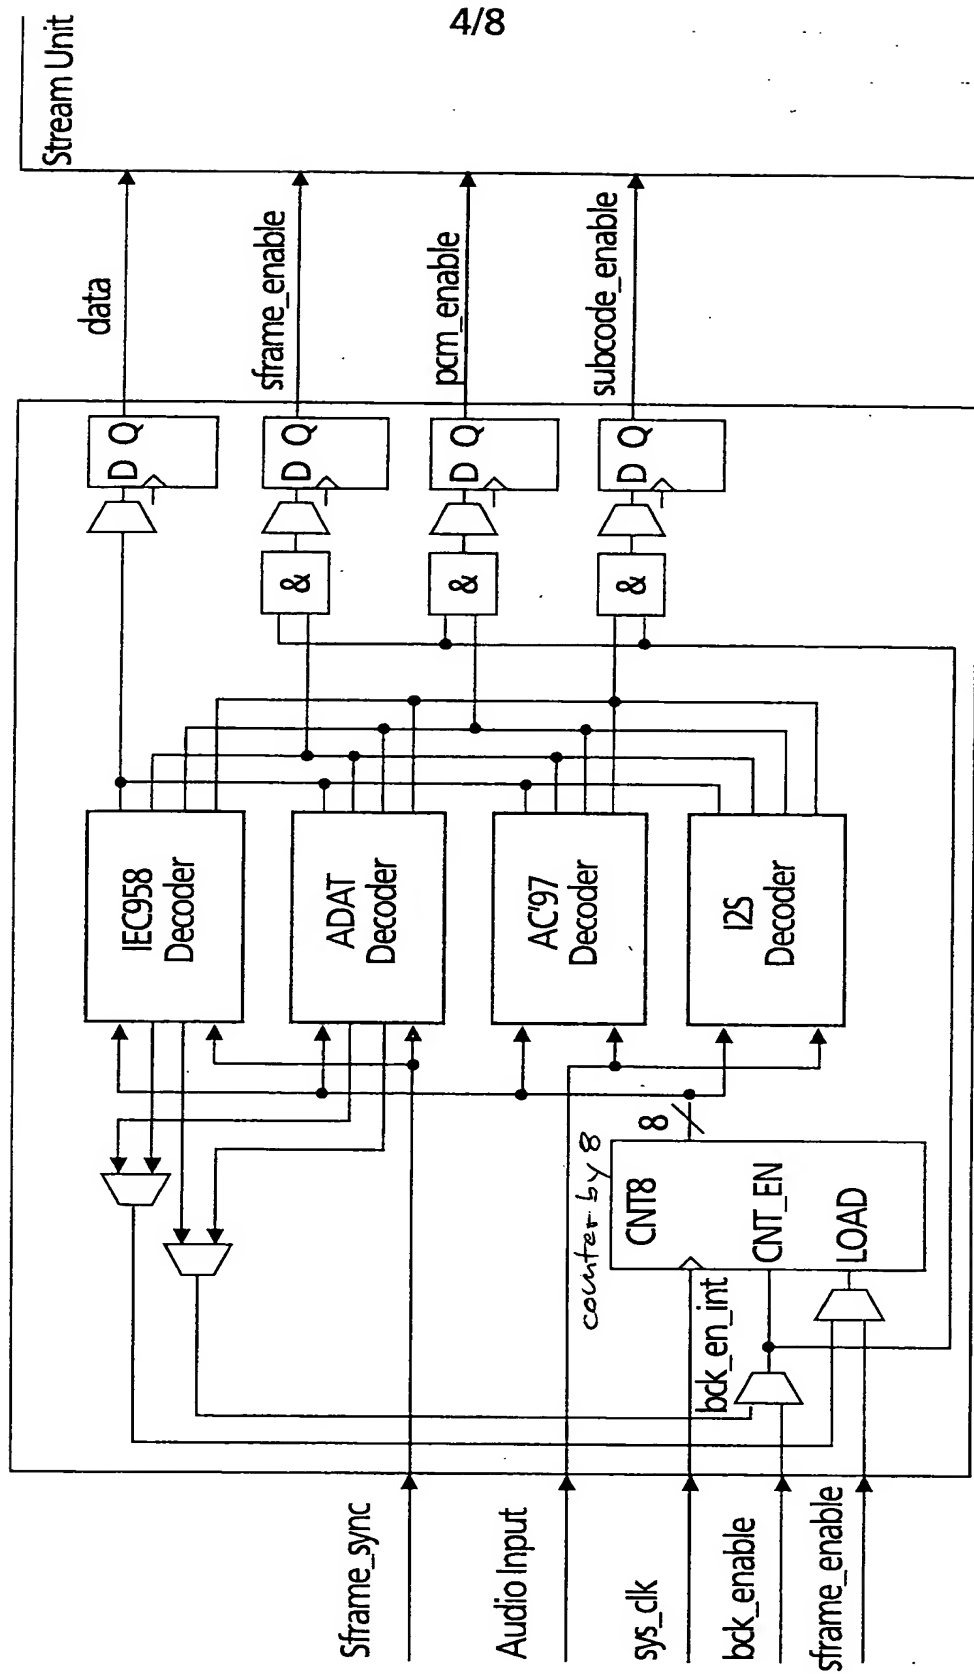 4/8
Stream Unit
data
sframe_enable
pcm_enable
subcode_enable
D Q
D Q
D Q
D Q
&
&
&
IEC958
Decoder
ADAT
Decoder
AC'97
Decoder
I2S
Decoder
8
counter by 8
CNT8
CNT_EN
LOAD
bck_en_int
Sframe_sync
Audio Input
sys_clk
bck_enable
sframe_enable